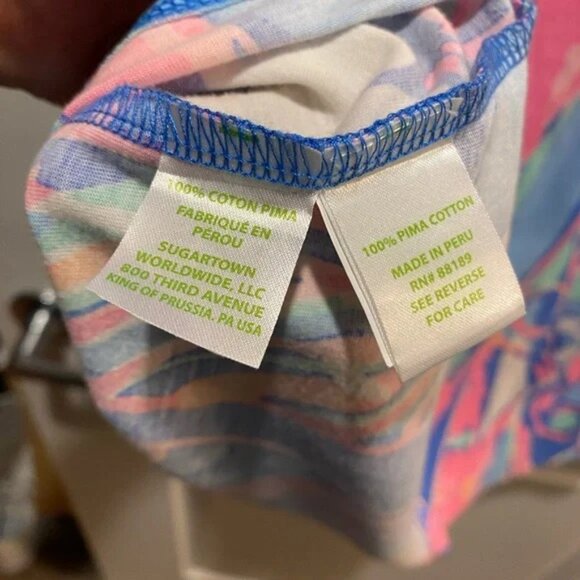 100% COTON PIMA
FABRIQUÉ EN
PÉROU
SUGARTOWN
WORLDWIDE, LLC
800 THIRD AVENUE
KING OF PRUSSIA, PA USA
100% PIMA COTTON
MADE IN PERU
RN# 88189
SEE REVERSE
FOR CARE